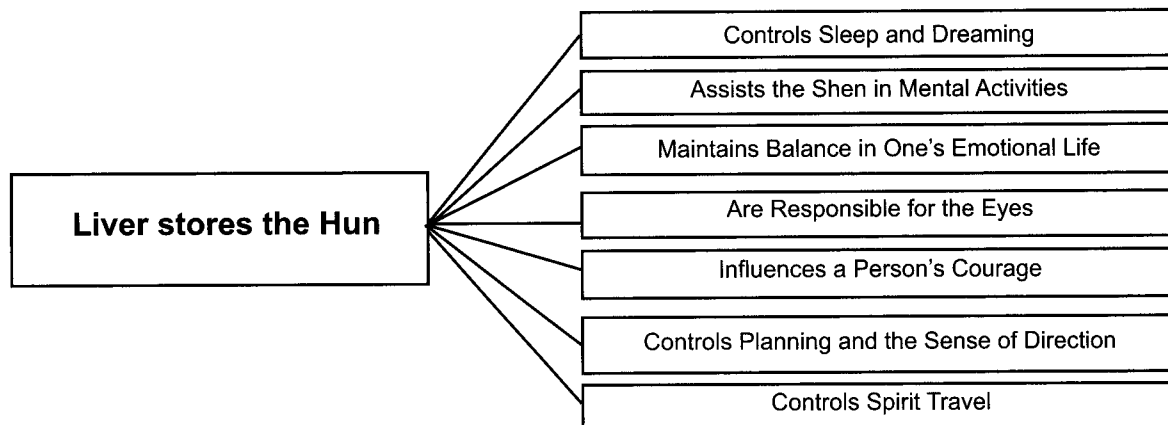 Controls Sleep and Dreaming
Assists the Shen in Mental Activities
Maintains Balance in One's Emotional Life
Liver stores the Hun
Are Responsible for the Eyes
Influences a Person's Courage
Controls Planning and the Sense of Direction
Controls Spirit Travel